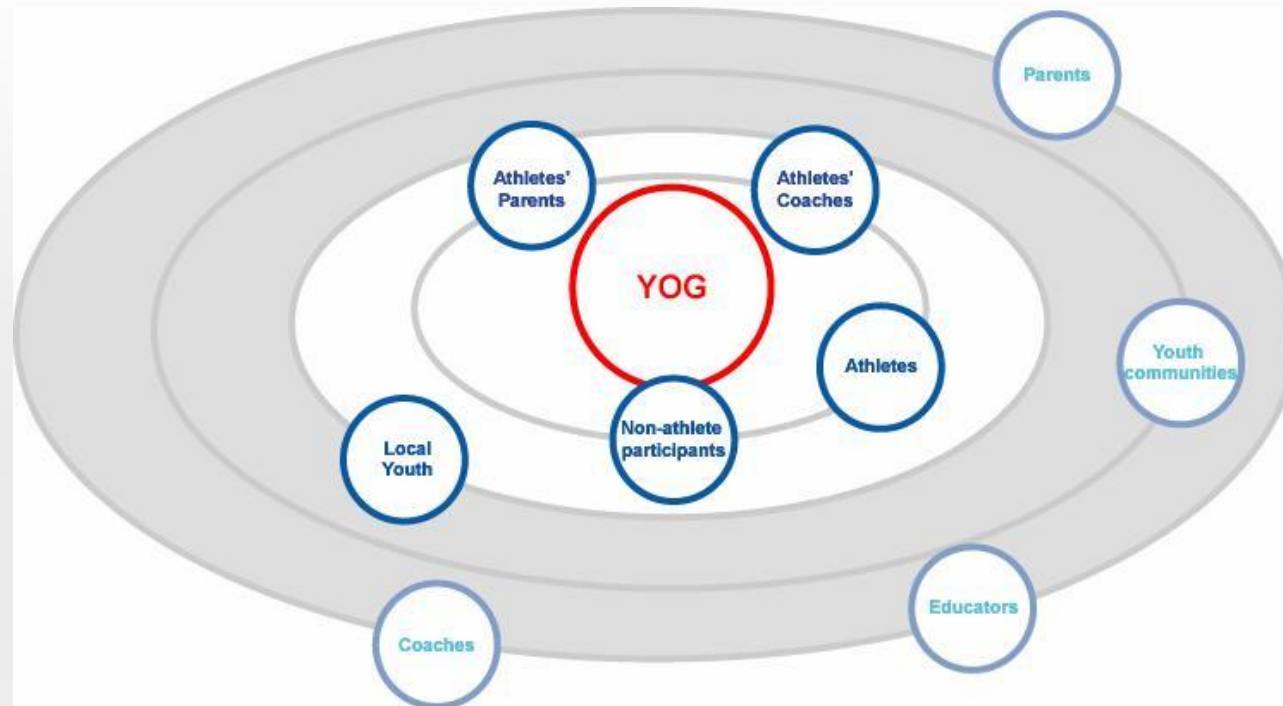 Parents
Athletes'
Parents
Athletes'
Coaches
YOG
Youth
communities
Athletes
Non-athlete
participants
Local
Youth
Educators
Coaches